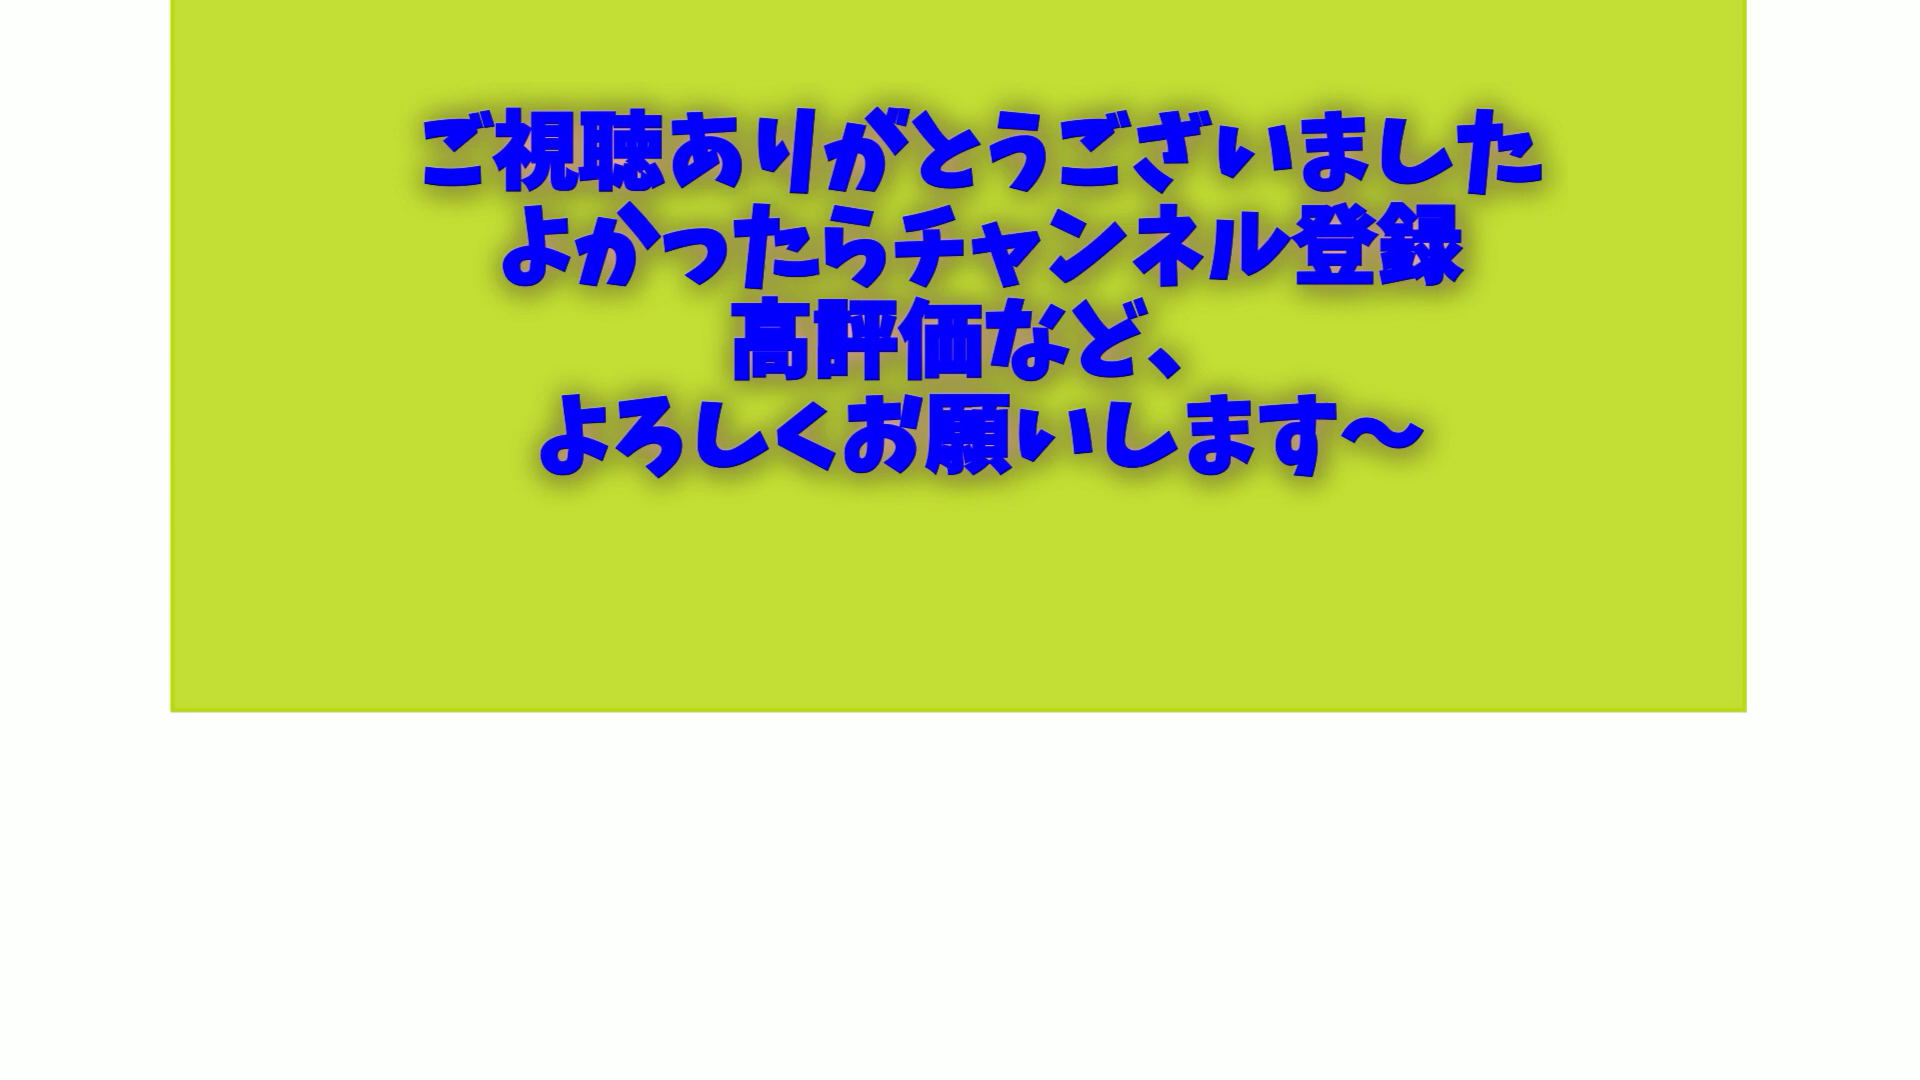 ご視聴ありがとうございました
よかったらチャンネル登録
高評価など、
よろしくお願いします～